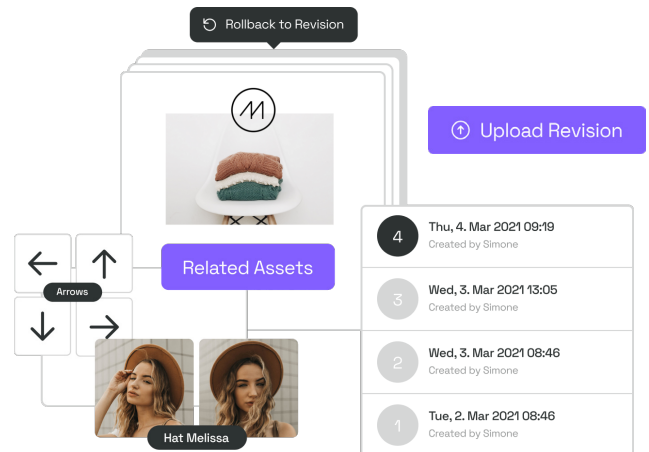 Rollback to Revision
Upload Revision
Related Assets
Arrows
Hat Melissa
4
Thu, 4. Mar 2021 09:19
Created by Simone
3
Wed, 3. Mar 2021 13:05
Created by Simone
2
Wed, 3. Mar 2021 08:46
Created by Simone
1
Tue, 2. Mar 2021 08:46
Created by Simone